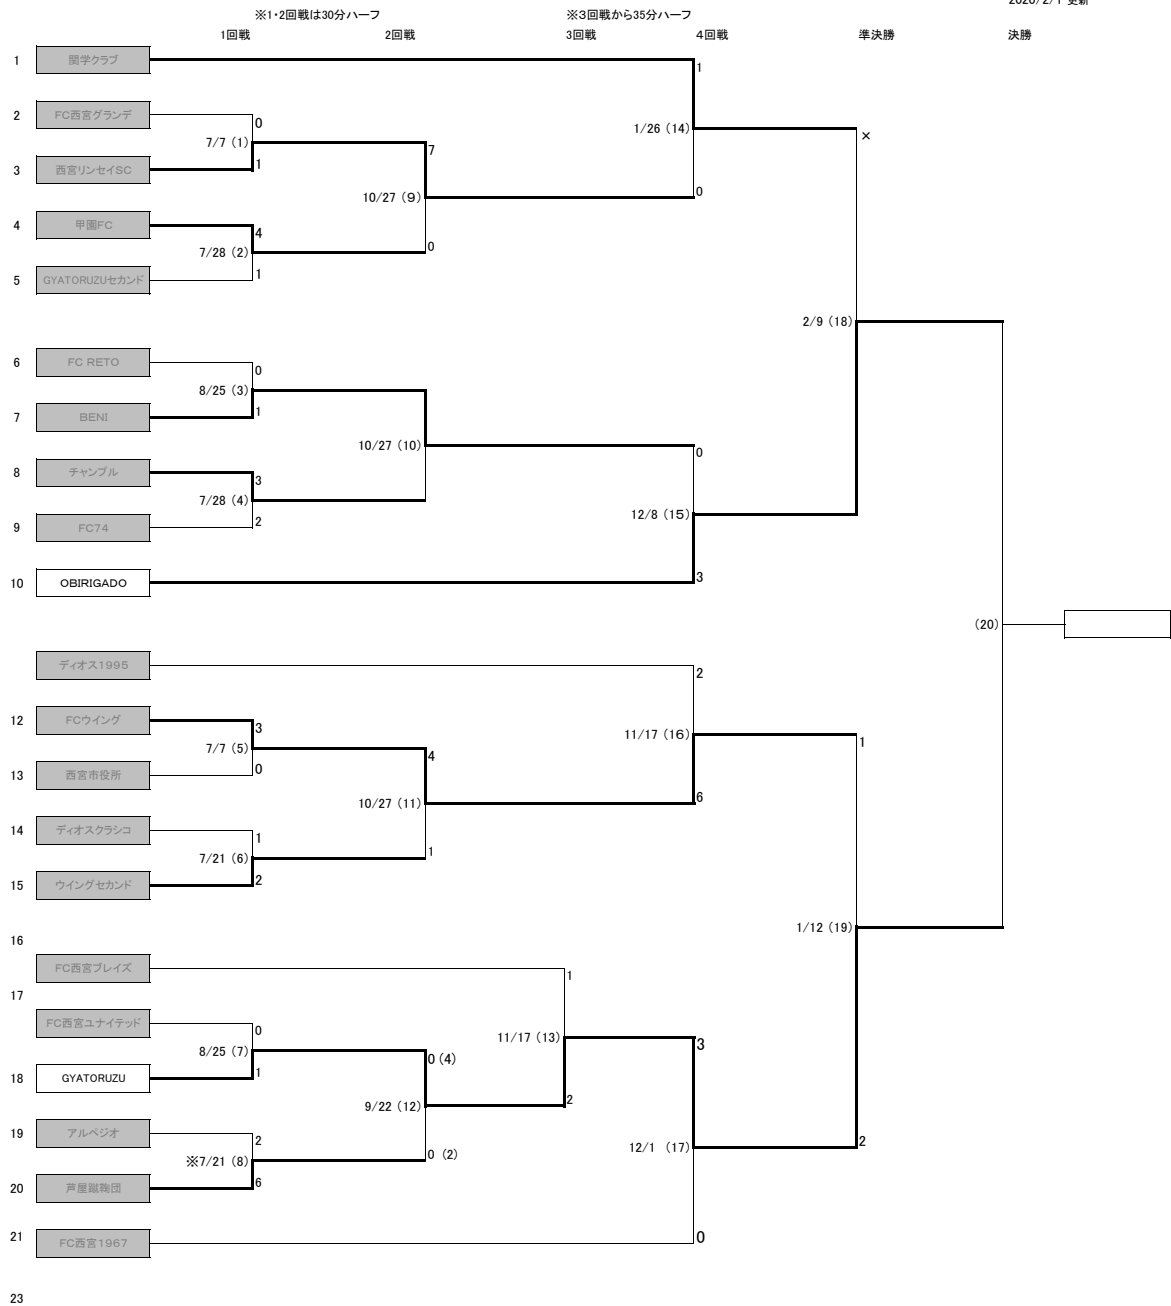 2020/2/1 更新
※1・2回戦は30分ハーフ ※3回戦から35分ハーフ
1回戦 2回戦 3回戦 4回戦 準決勝 決勝
1 関学クラブ
1
2 FC西宮グランデ
0
7/7 (1)
1/26 (14)
×
7
3 西宮リンセイSC
1
10/27 (9)
0
4 甲園FC
4
7/28 (2)
0
5 GYATORUZUセカンド
1
2/9 (18)
6 FC RETO
0
8/25 (3)
7 BENI
1
10/27 (10)
0
8 チャンプル
3
7/28 (4)
12/8 (15)
9 FC74
2
10 OBIRIGADO
3
(20)
ディオス1995
2
12 FCウイング
3
11/17 (16)
1
7/7 (5)
4
13 西宮市役所
0
10/27 (11)
6
14 ディオスクラシコ
1
7/21 (6)
1
15 ウイングセカンド
2
1/12 (19)
16
FC西宮ブレイズ
1
17
FC西宮ユナイテッド
0
11/17 (13)
3
8/25 (7)
0 (4)
18 GYATORUZU
1
9/22 (12)
2
19 アルベジオ
2
12/1 (17)
2
※7/21 (8)
0 (2)
20 芦屋蹴鞠団
6
21 FC西宮1967
0
23